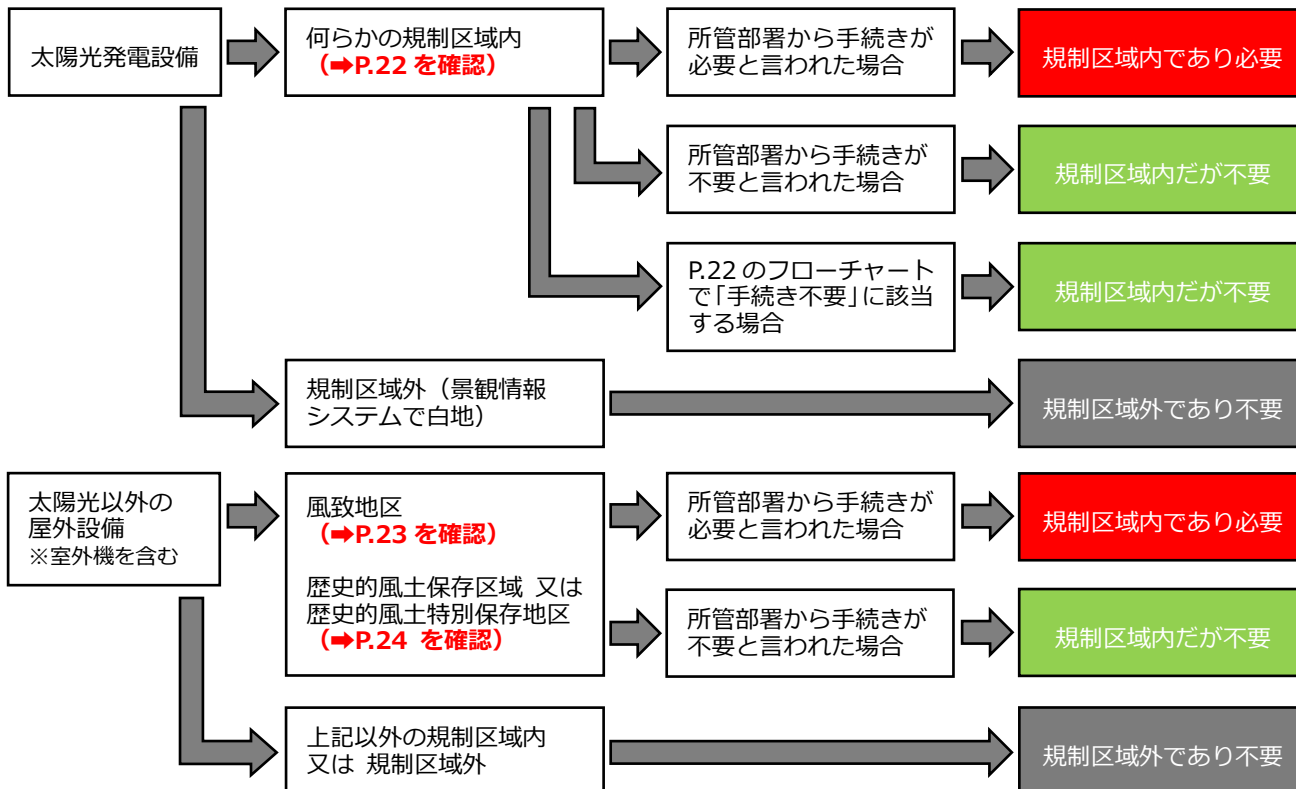 太陽光発電設備
何らかの規制区域内
（➡P.22 を確認）
所管部署から手続きが
必要と言われた場合
規制区域内であり必要
所管部署から手続きが
不要と言われた場合
規制区域内だが不要
P.22 のフローチャート
で「手続き不要」に該当
する場合
規制区域内だが不要
規制区域外（景観情報
システムで白地）
規制区域外であり不要
太陽光以外の
屋外設備
※室外機を含む
風致地区
（➡P.23 を確認）
歴史的風土保存区域 又は
歴史的風土特別保存地区
（➡P.24 を確認）
所管部署から手続きが
必要と言われた場合
規制区域内であり必要
所管部署から手続きが
不要と言われた場合
規制区域内だが不要
上記以外の規制区域内
又は 規制区域外
規制区域外であり不要